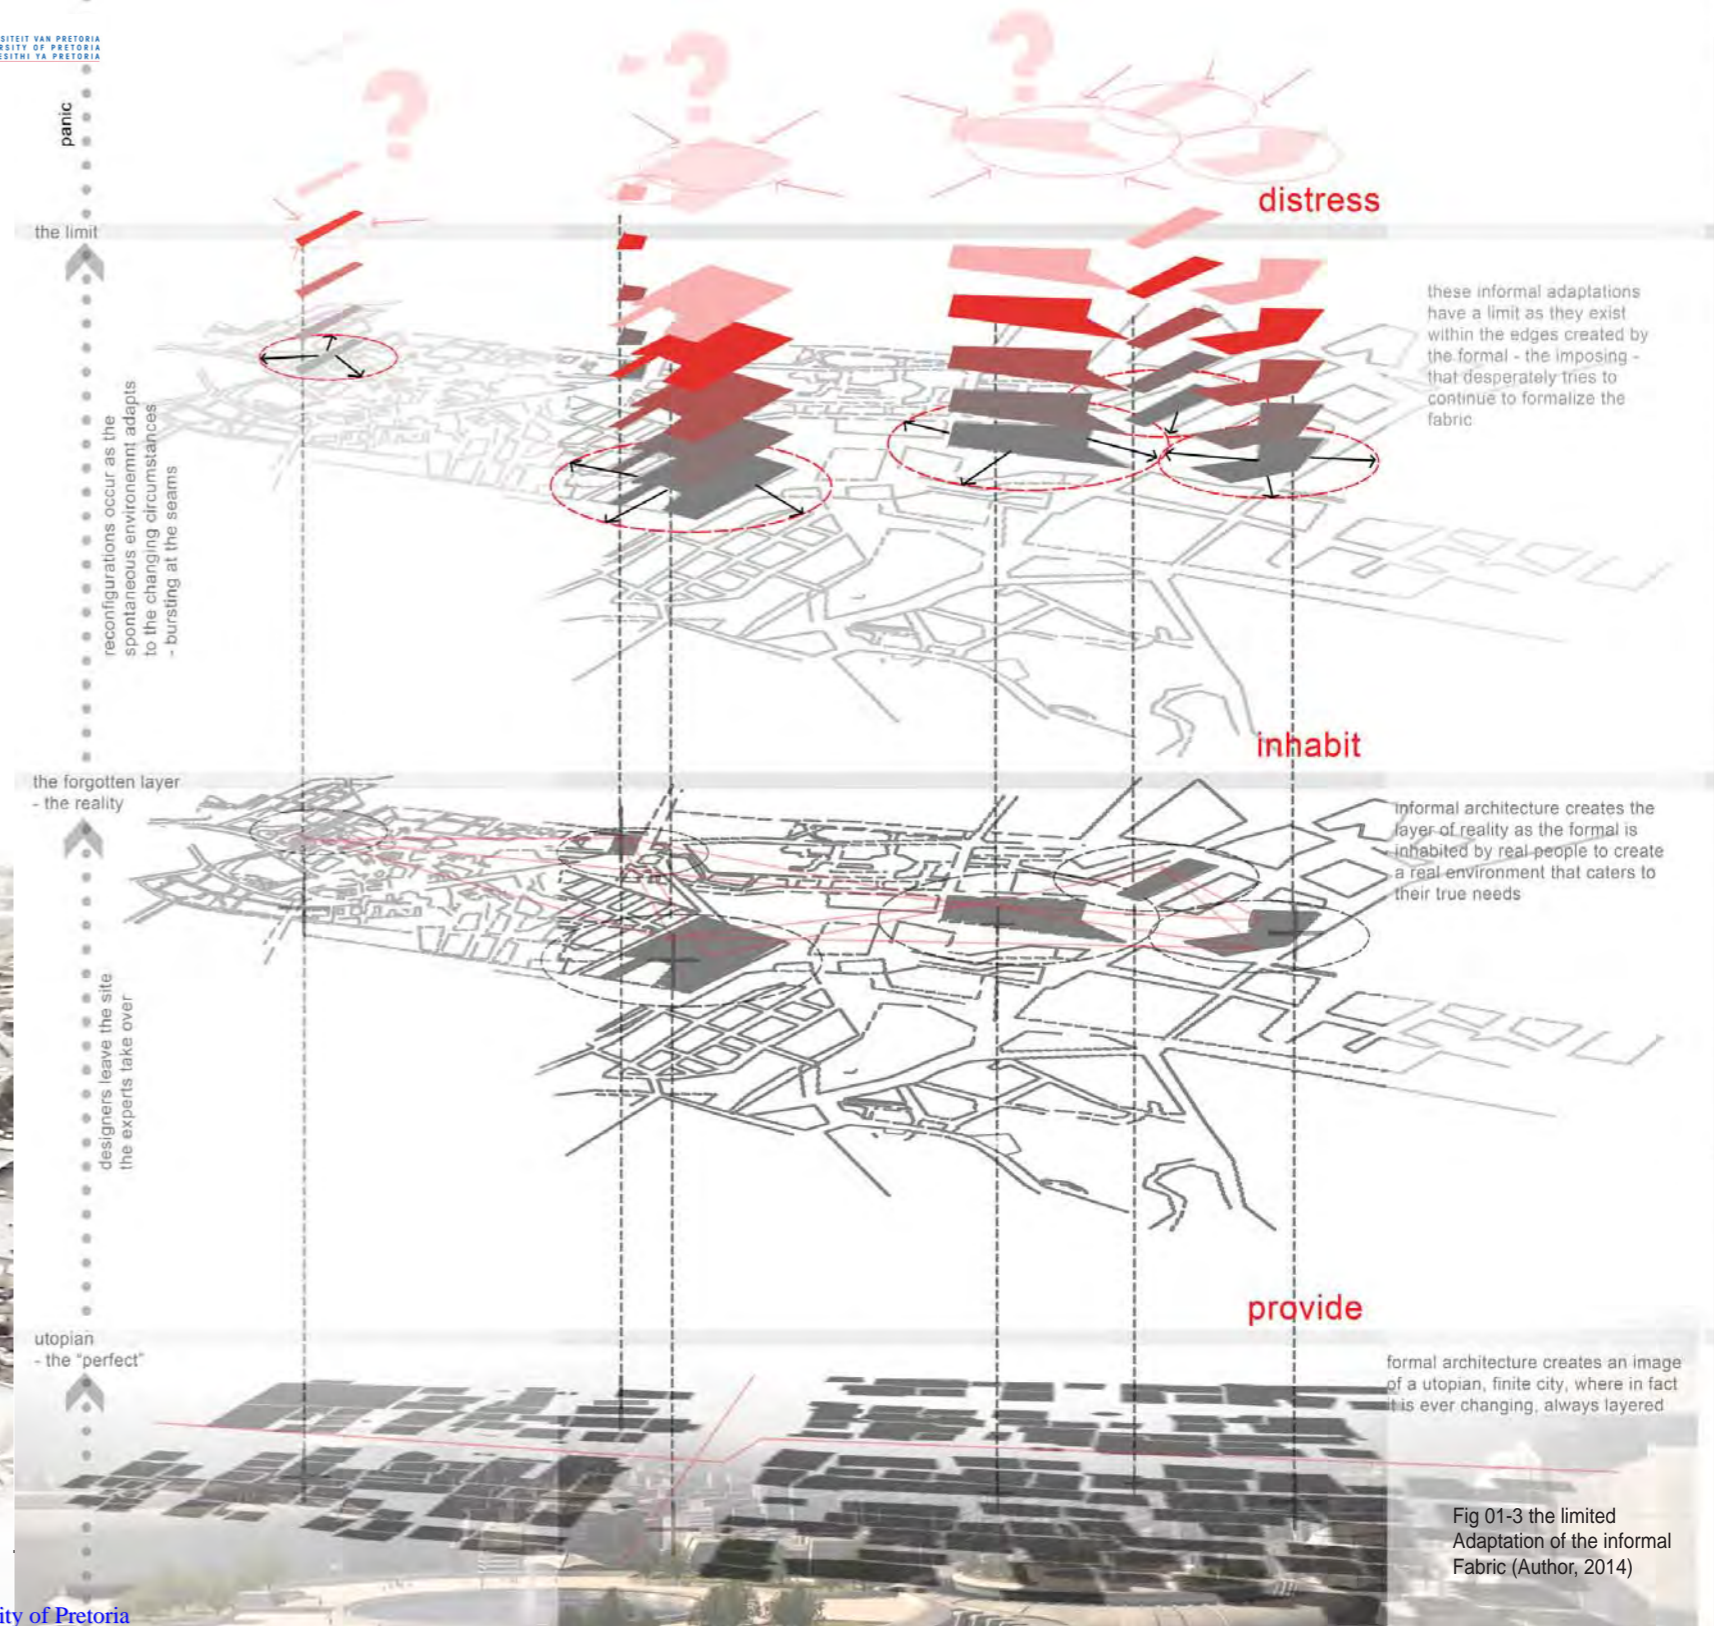 SITEIT VAN PRETORIA
RSITY OF PRETORIA
ESITHI YA PRETORIA
?
?
?
panic
distress
the limit
these informal adaptations
have a limit as they exist
within the edges created by
the formal - the imposing -
that desperately tries to
continue to formalize the
fabric
reconfigurations occur as the
spontaneous environemnt adapts
to the changing circumstances
- bursting at the seams
inhabit
the forgotten layer
- the reality
informal architecture creates the
layer of reality as the formal is
inhabited by real people to create
a real environment that caters to
their true needs
designers leave the site
the experts take over
provide
utopian
- the “perfect”
formal architecture creates an image
of a utopian, finite city, where in fact
it is ever changing, always layered
Fig 01-3 the limited
Adaptation of the informal
Fabric (Author, 2014)
ity of Pretoria